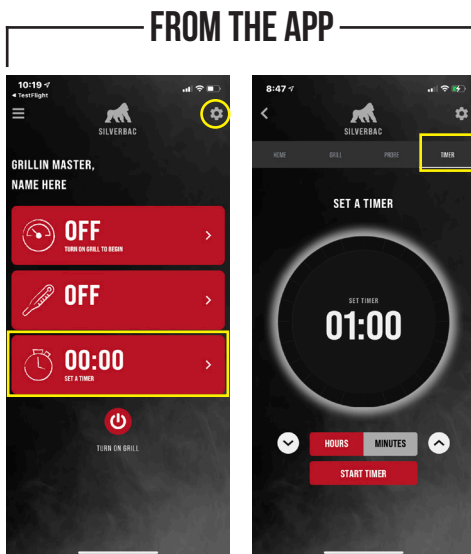 FROM THE APP
10:19
TestFlight
SILVERBAC
GRILLIN MASTER,
NAME HERE
OFF
TURN ON GRILL TO BEGIN
OFF
00:00
SET A TIMER
TURN ON GRILL
8:47
SILVERBAC
HOME GRILL PROBE TIMER
SET A TIMER
SET TIMER
01:00
HOURS MINUTES
START TIMER